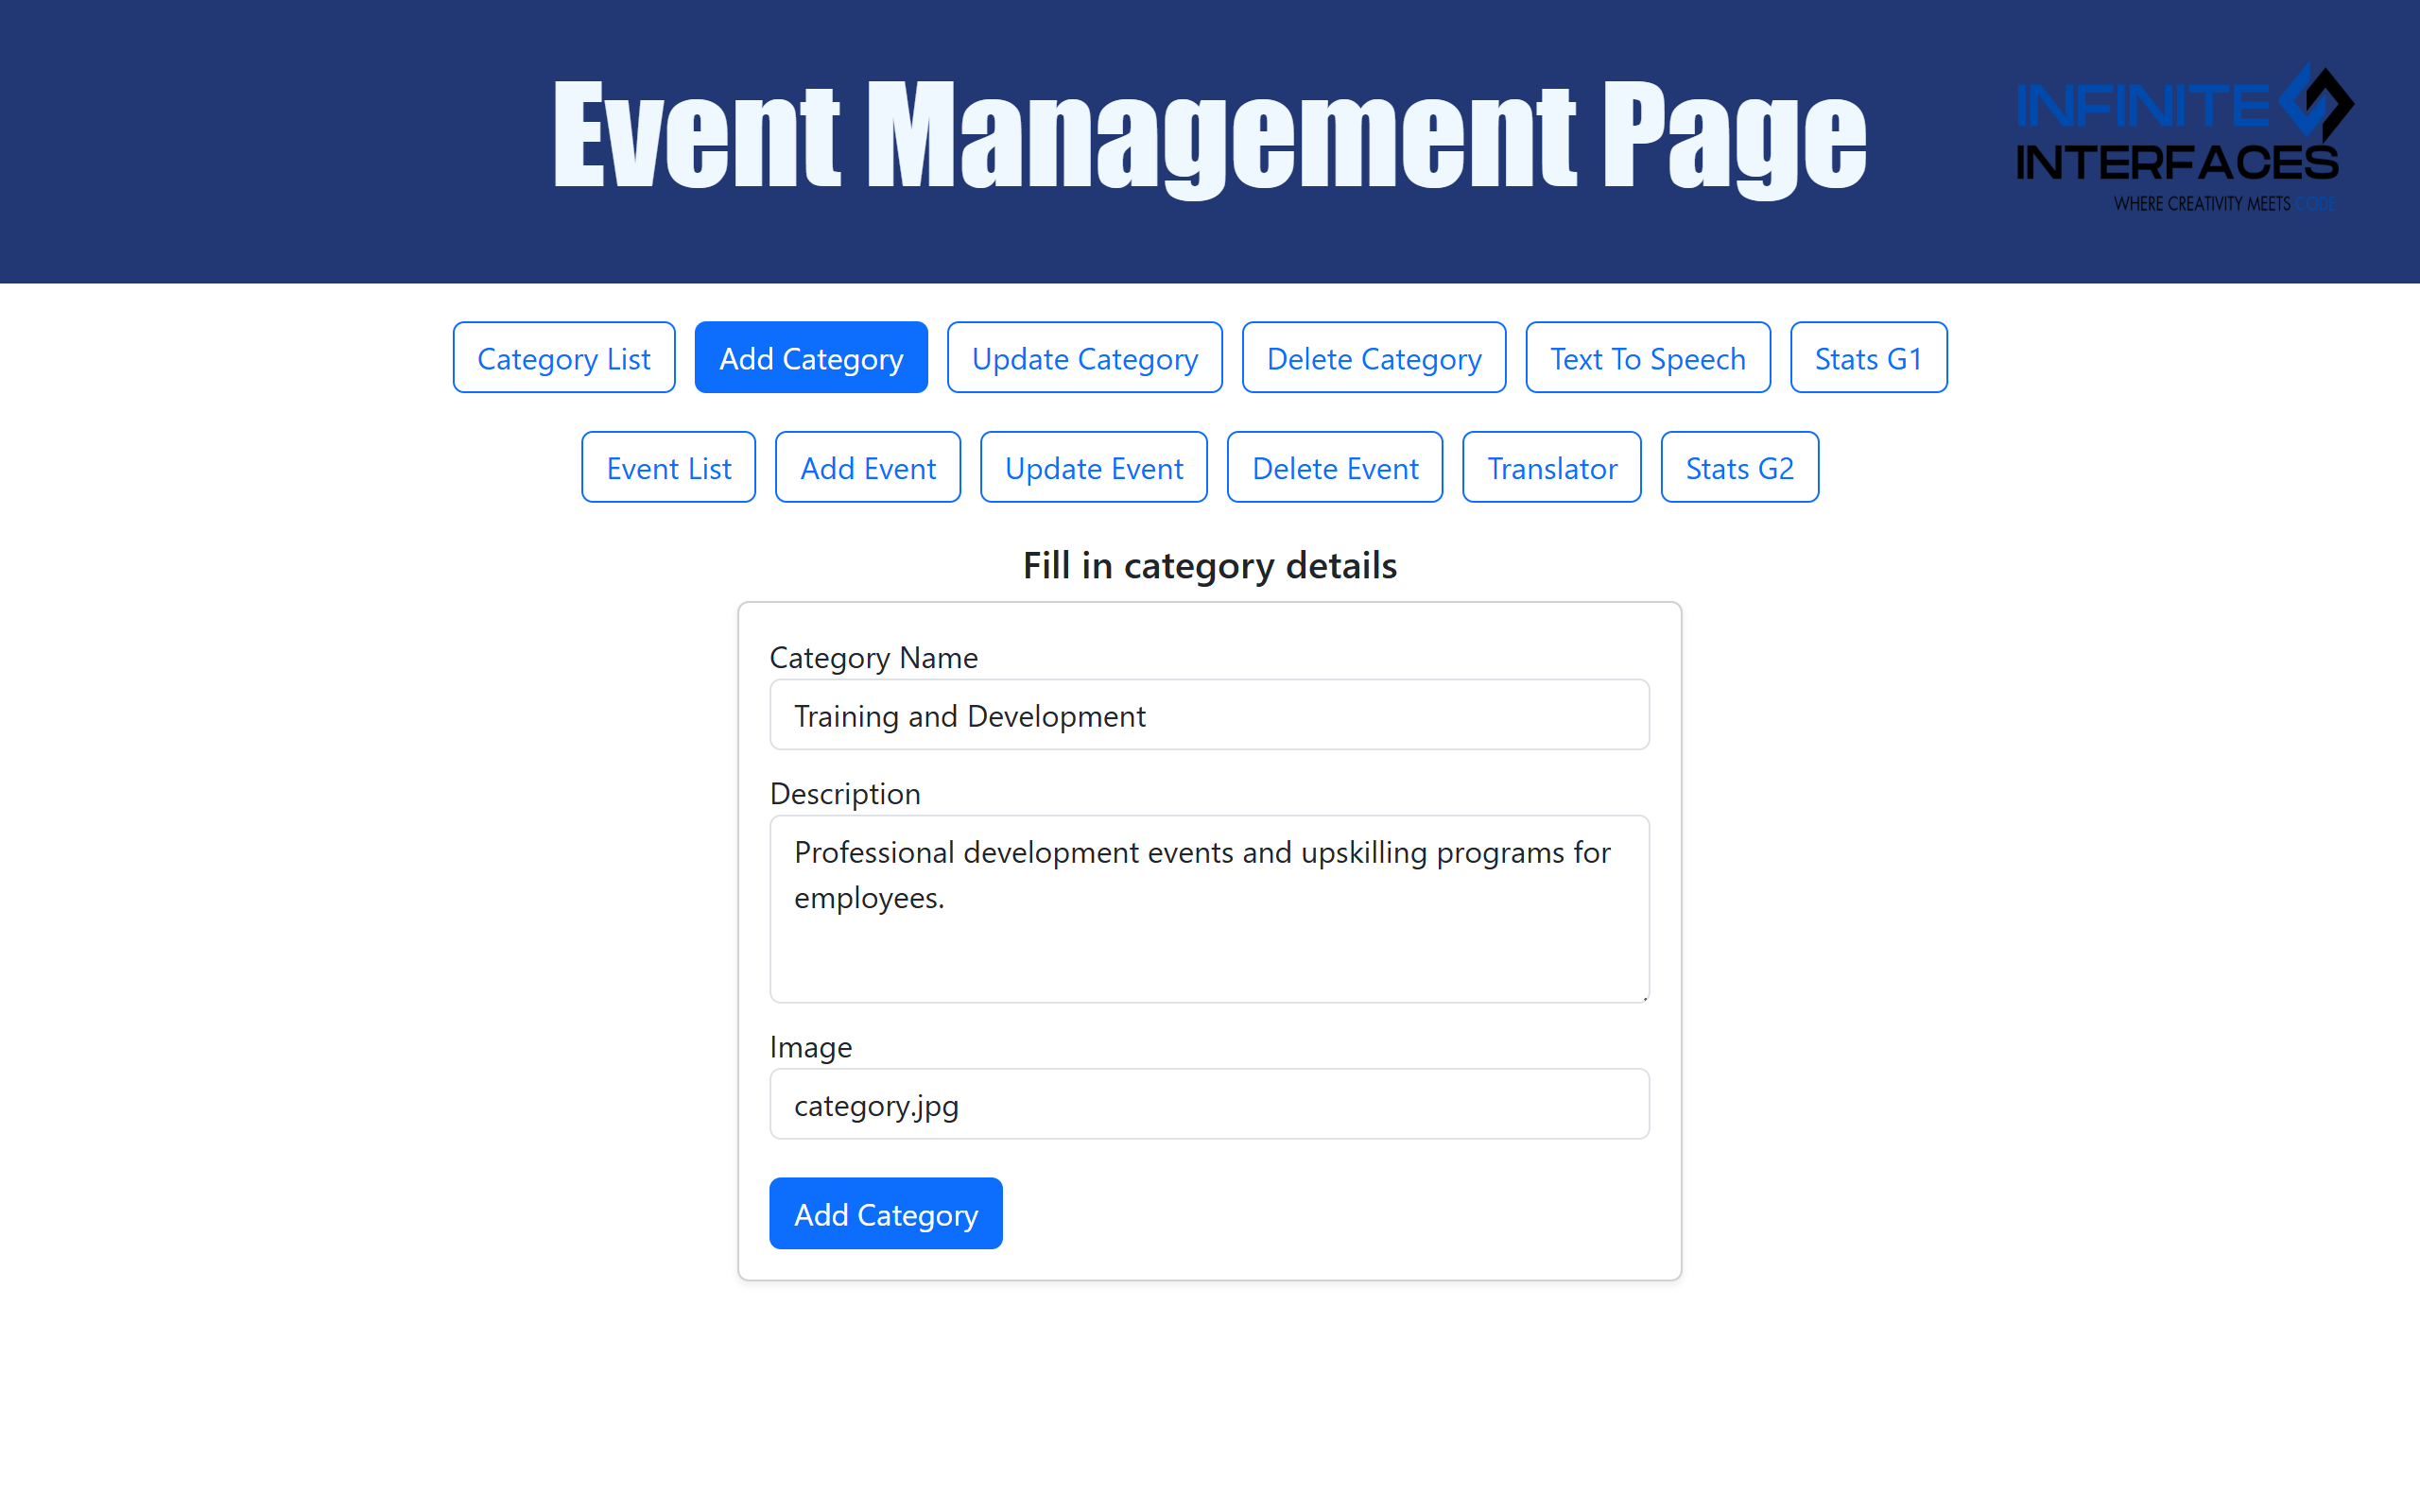 Event Management Page
INFINITE
INTERFACES
WHERE CREATIVITY MEETS CODE
Category List
Add Category
Update Category
Delete Category
Text To Speech
Stats G1
Event List
Add Event
Update Event
Delete Event
Translator
Stats G2
Fill in category details
Category Name
Training and Development
Description
Professional development events and upskilling programs for
employees.
Image
category.jpg
Add Category